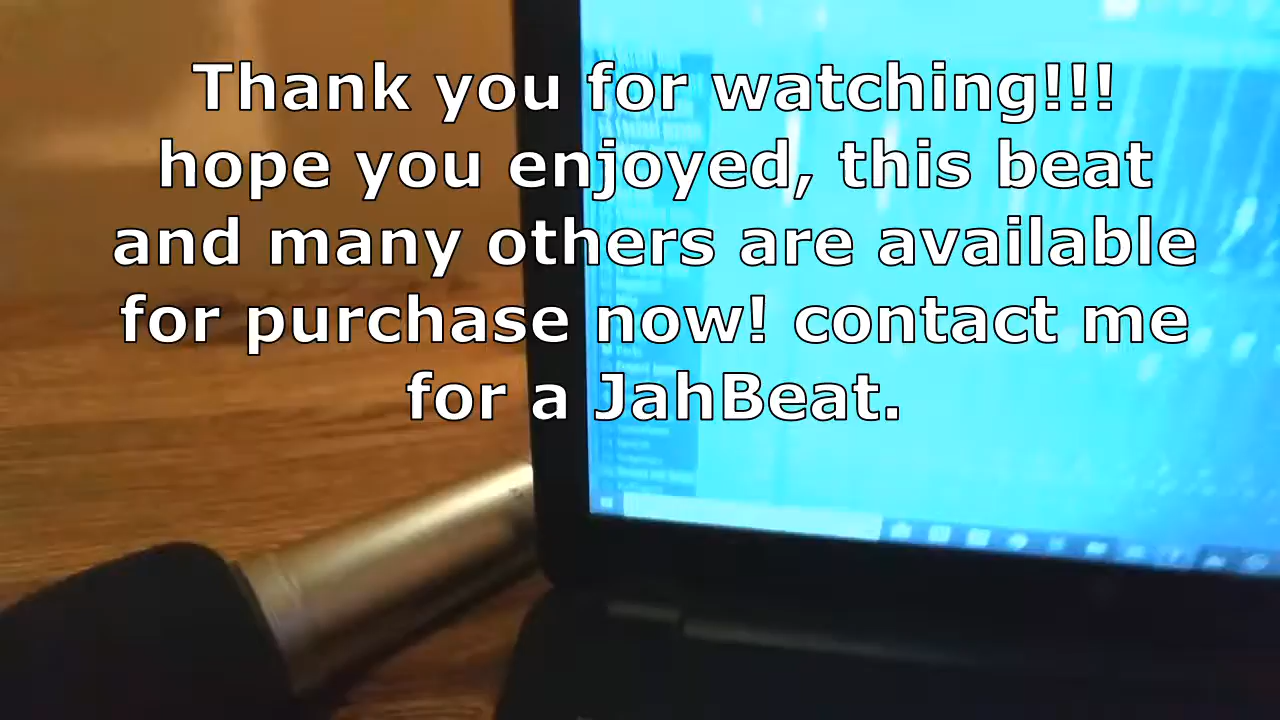 Thank you for watching!!!
hope you enjoyed, this beat
and many others are available
for purchase now! contact me
for a JahBeat.